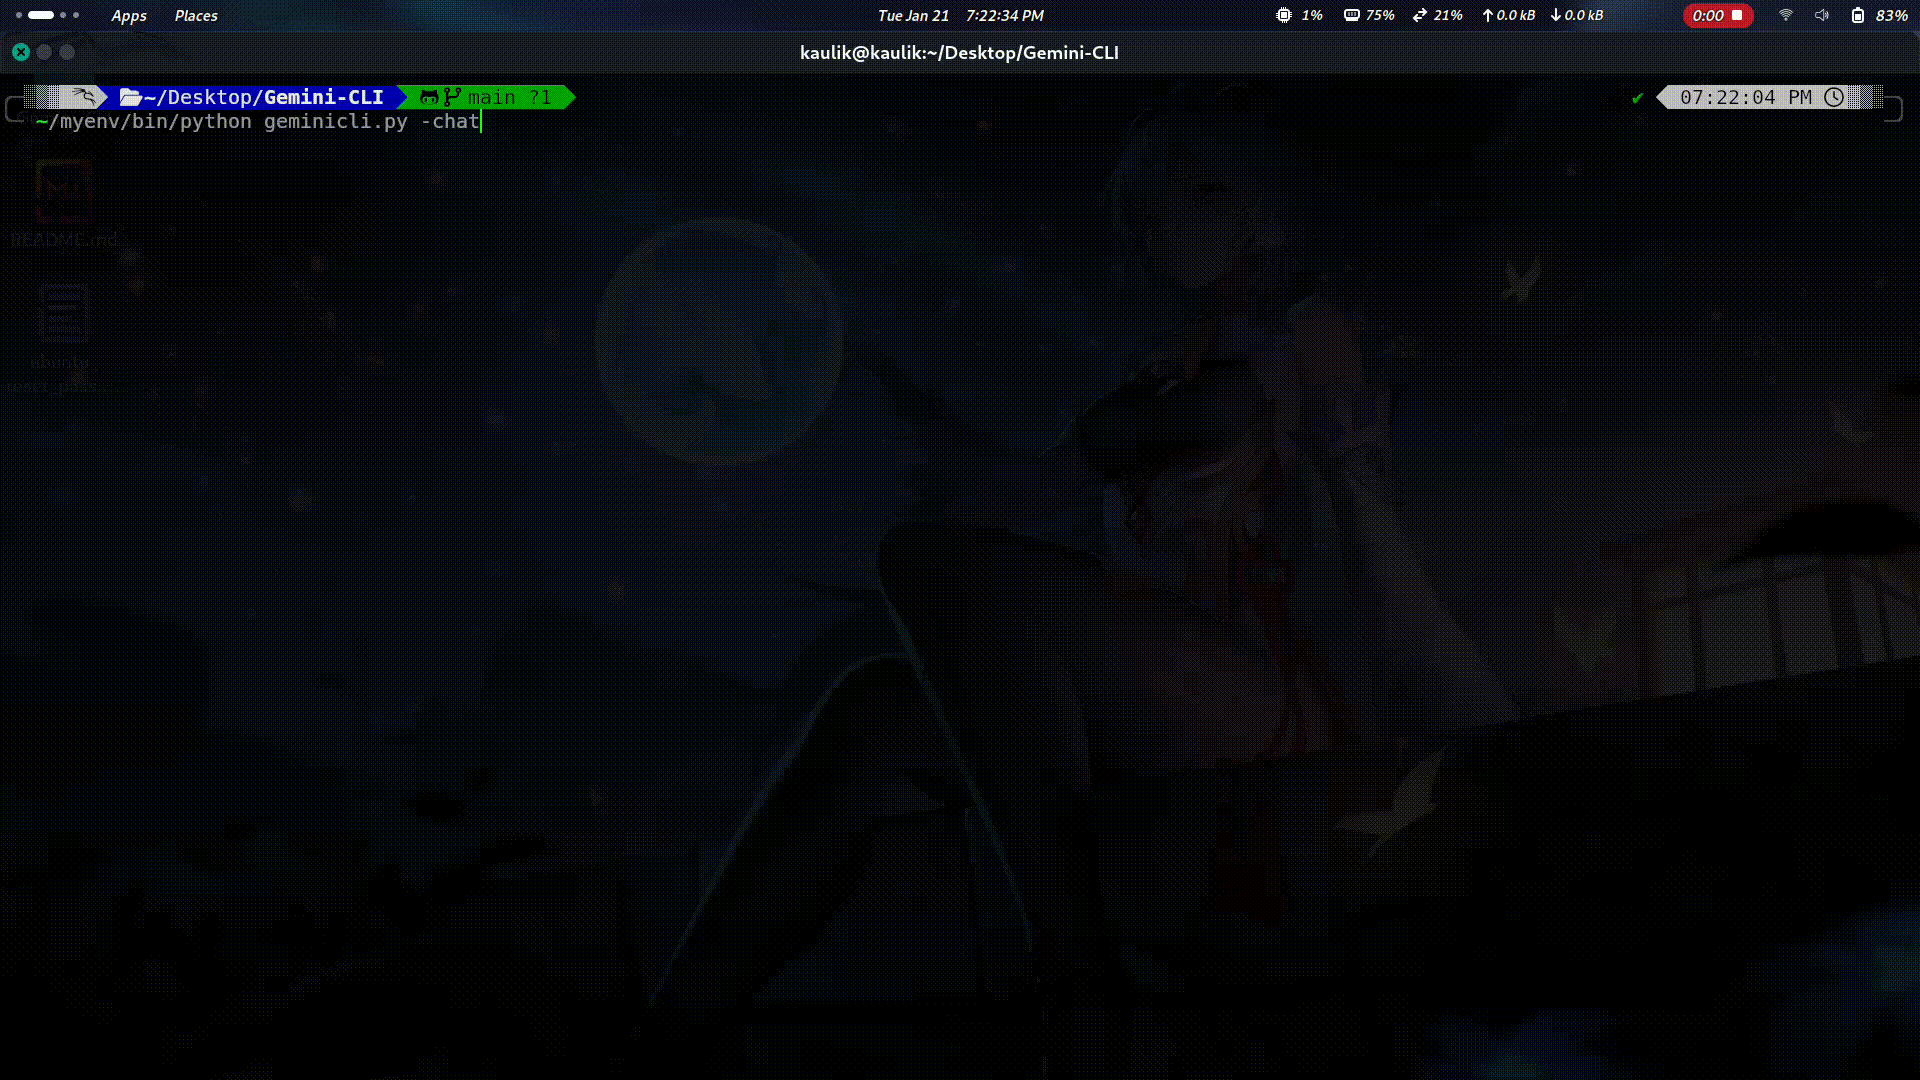 Apps Places Tue Jan 21 7:22:34 PM 1% 75% 21% 0.0 kB 0.0 kB 0:00 83%
kaulik@kaulik:~/Desktop/Gemini-CLI
~/Desktop/Gemini-CLI main ?1 ✔ 07:22:04 PM
~/myenv/bin/python geminicli.py -chat
README.md
ubuntu_
reset_pass...